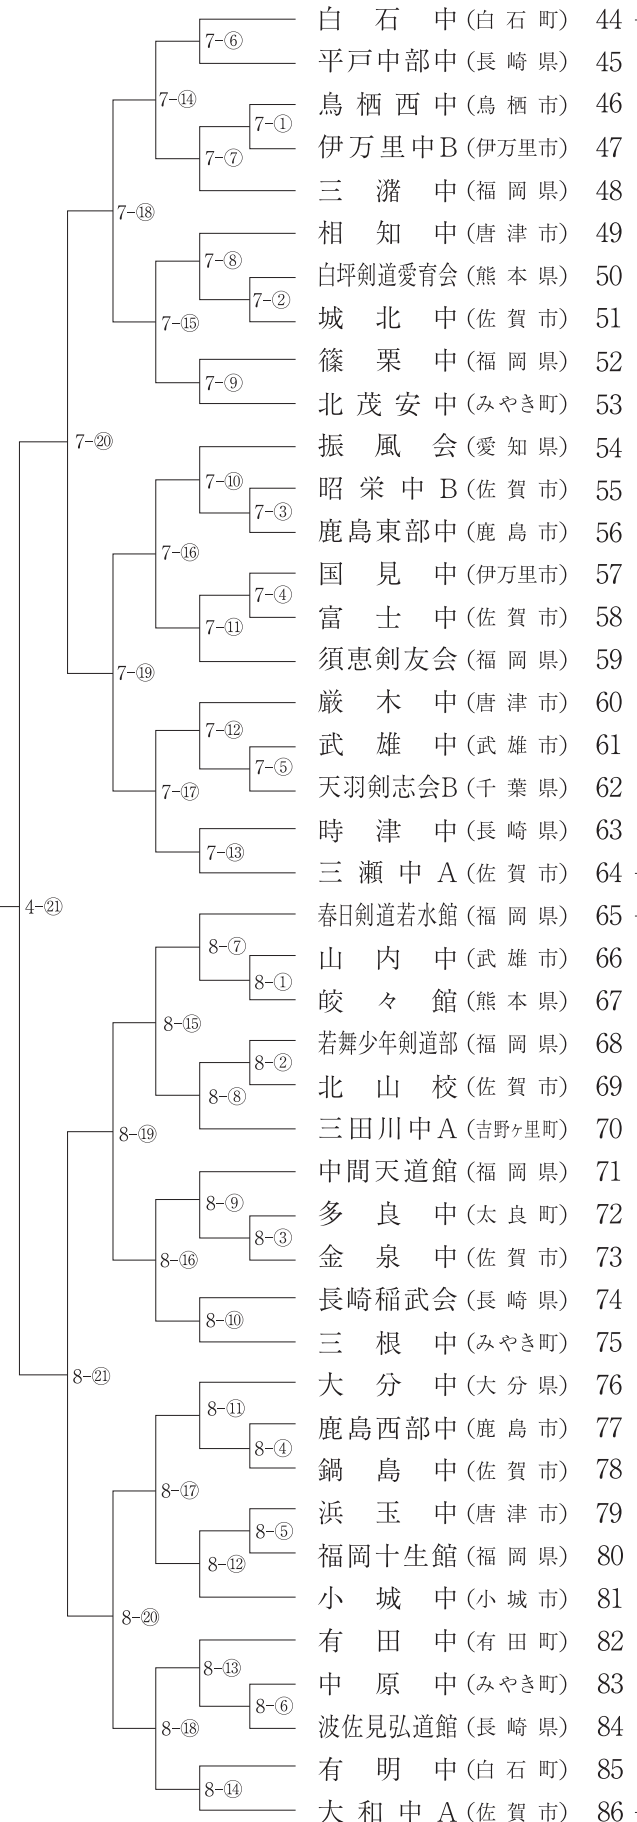 白石中(白石町) 44
7-⑥
平戸中部中(長崎県) 45
7-⑭
鳥栖西中(鳥栖市) 46
7-①
伊万里中B(伊万里市) 47
7-⑦
三潴中(福岡県) 48
7-⑱
相知中(唐津市) 49
7-⑧
白坪剣道愛育会(熊本県) 50
7-②
城北中(佐賀市) 51
7-⑮
篠栗中(福岡県) 52
7-⑨
北茂安中(みやき町) 53
7-⑳
振風会(愛知県) 54
7-⑩
昭栄中B(佐賀市) 55
7-③
鹿島東部中(鹿島市) 56
7-⑯
国見中(伊万里市) 57
7-④
富士中(佐賀市) 58
7-⑪
須恵剣友会(福岡県) 59
7-⑲
厳木中(唐津市) 60
7-⑫
武雄中(武雄市) 61
7-⑤
天羽剣志会B(千葉県) 62
7-⑰
時津中(長崎県) 63
7-⑬
三瀬中A(佐賀市) 64
4-㉑
春日剣道若水館(福岡県) 65
8-⑦
山内中(武雄市) 66
8-①
皎々館(熊本県) 67
8-⑮
若舞少年剣道部(福岡県) 68
8-②
北山校(佐賀市) 69
8-⑧
三田川中A(吉野ヶ里町) 70
8-⑲
中間天道館(福岡県) 71
8-⑨
多良中(太良町) 72
8-③
金泉中(佐賀市) 73
8-⑯
長崎稲武会(長崎県) 74
8-⑩
三根中(みやき町) 75
8-㉑
大分中(大分県) 76
8-⑪
鹿島西部中(鹿島市) 77
8-④
鍋島中(佐賀市) 78
8-⑰
浜玉中(唐津市) 79
8-⑤
福岡十生館(福岡県) 80
8-⑫
小城中(小城市) 81
8-⑳
有田中(有田町) 82
8-⑬
中原中(みやき町) 83
8-⑥
波佐見弘道館(長崎県) 84
8-⑱
有明中(白石町) 85
8-⑭
大和中A(佐賀市) 86